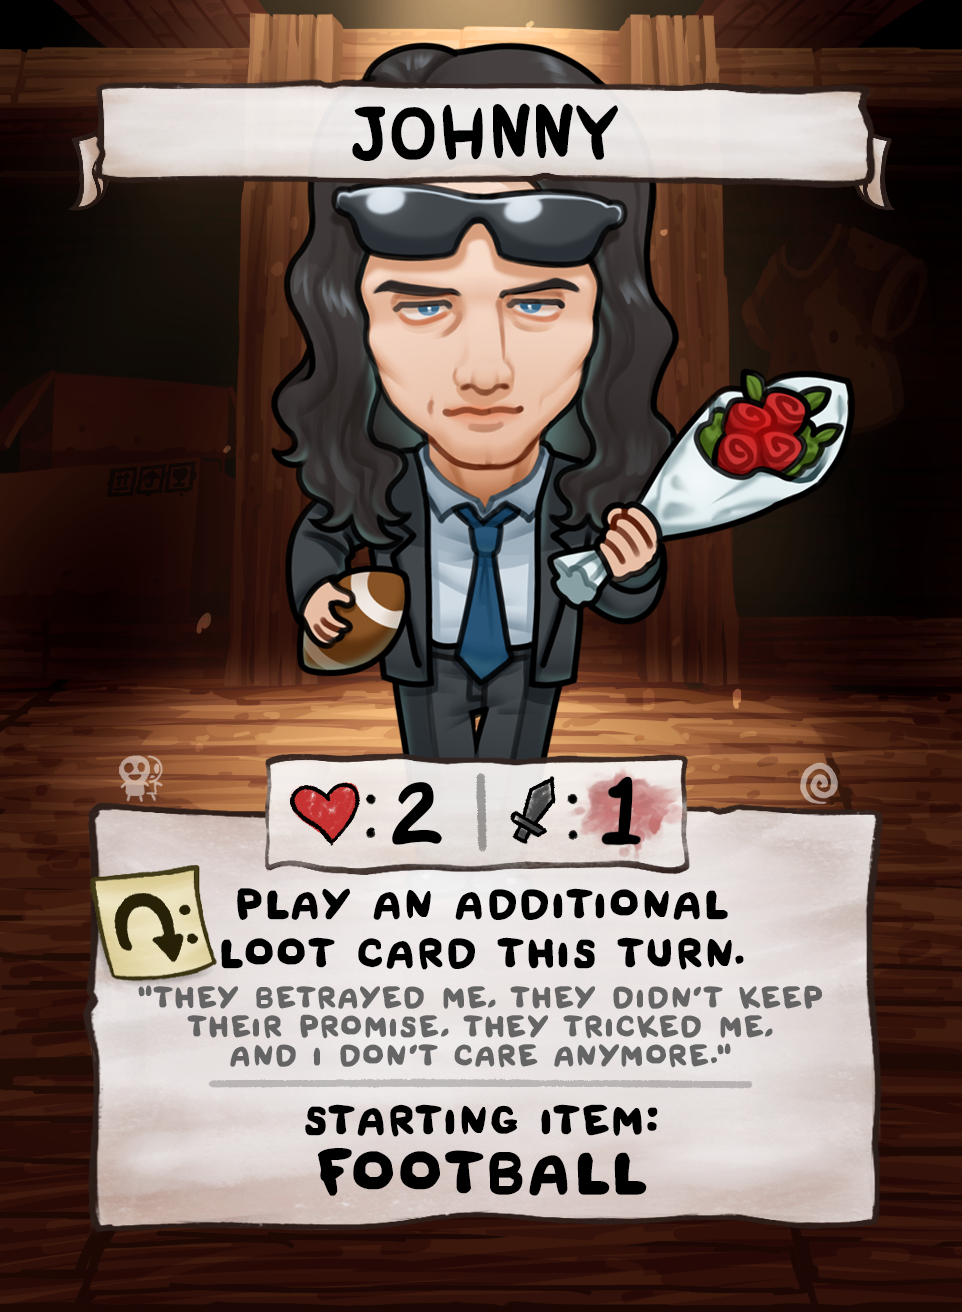 JOHNNY
:2 :1
PLAY AN ADDITIONAL
LOOT CARD THIS TURN.
"THEY BETRAYED ME, THEY DIDN'T KEEP
THEIR PROMISE, THEY TRICKED ME,
AND I DON'T CARE ANYMORE."
STARTING ITEM:
FOOTBALL